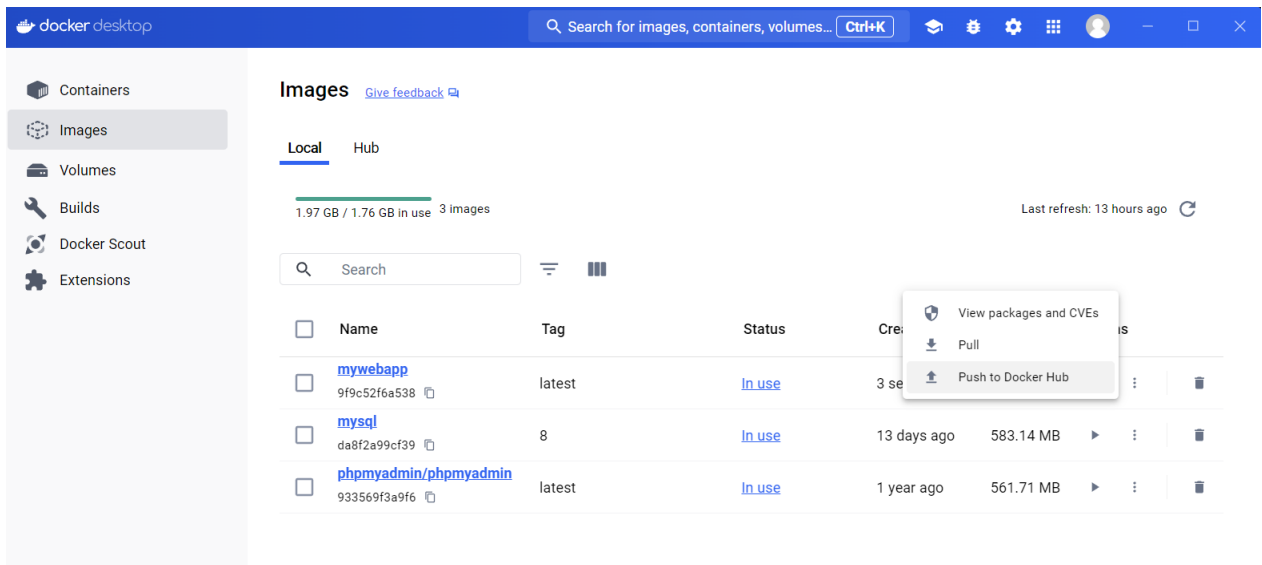 docker desktop
Search for images, containers, volumes... Ctrl+K
Containers
Images
Volumes
Builds
Docker Scout
Extensions
Images Give feedback
Local Hub
1.97 GB / 1.76 GB in use 3 images Last refresh: 13 hours ago
Search
View packages and CVEs
Pull
Push to Docker Hub
Name Tag Status Crea s
mywebapp latest In use 3 se
9f9c52f6a538
mysql 8 In use 13 days ago 583.14 MB
da8f2a99cf39
phpmyadmin/phpmyadmin latest In use 1 year ago 561.71 MB
933569f3a9f6